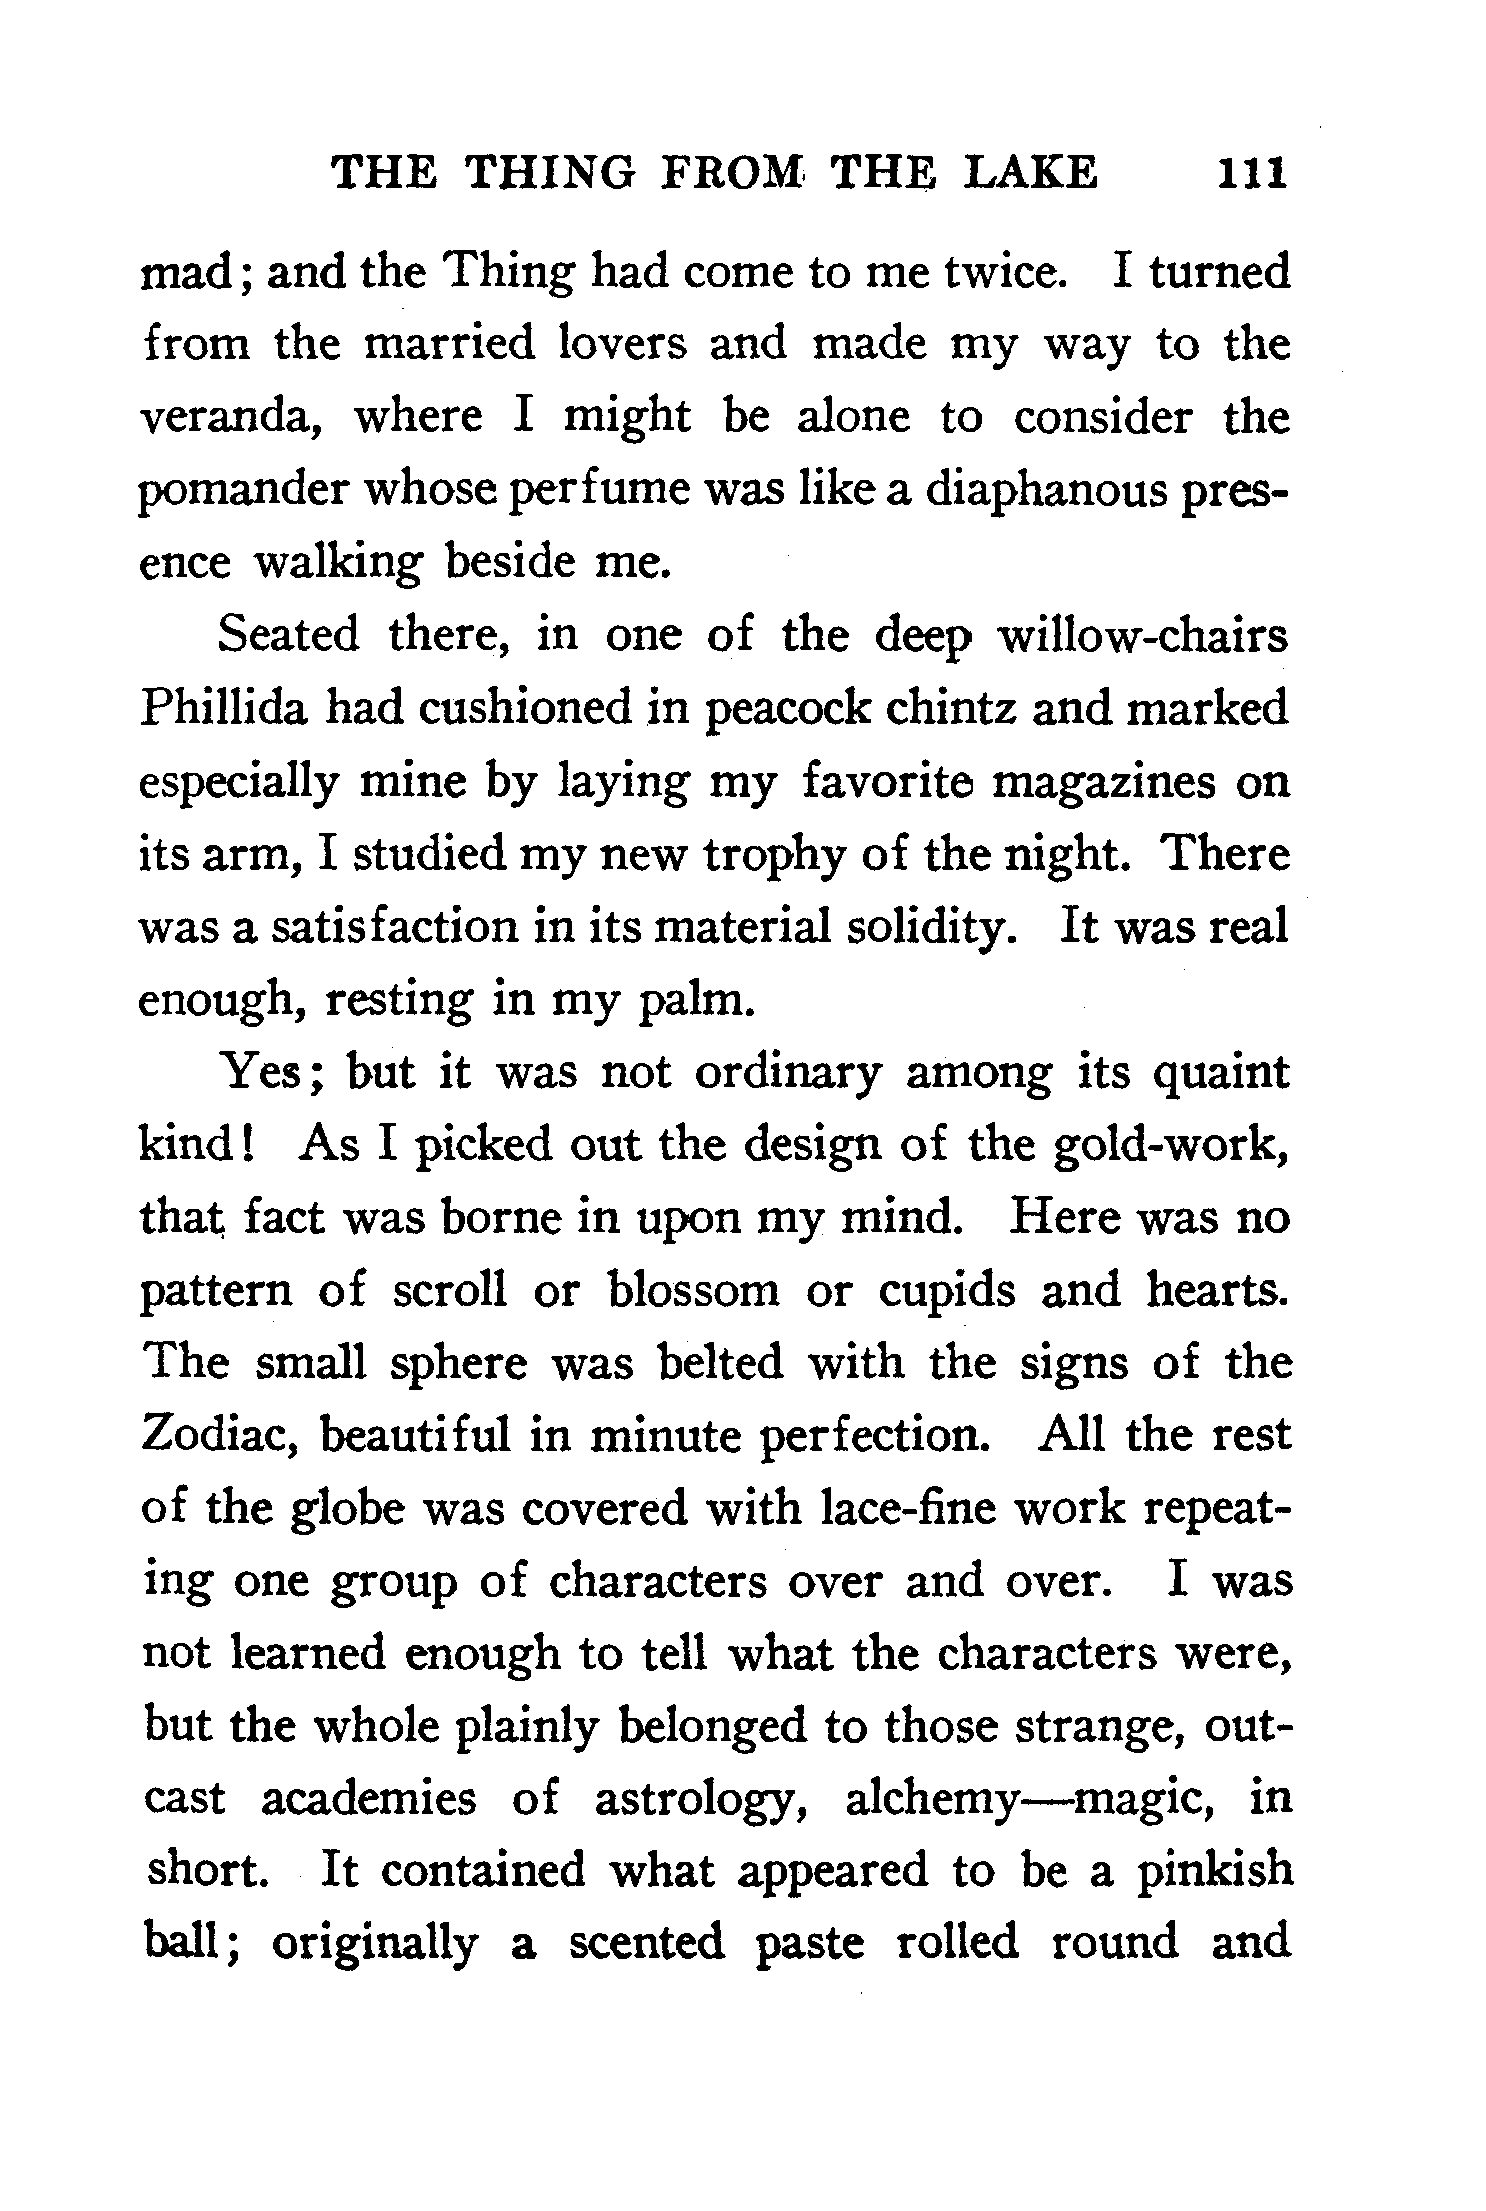 THE THING FROM THE LAKE 111
mad; and the Thing had come to me twice. I turned
from the married lovers and made my way to the
veranda, where I might be alone to consider the
pomander whose perfume was like a diaphanous pres-
ence walking beside me.
Seated there, in one of the deep willow-chairs
Phillida had cushioned in peacock chintz and marked
especially mine by laying my favorite magazines on
its arm, I studied my new trophy of the night. There
was a satisfaction in its material solidity. It was real
enough, resting in my palm.
Yes; but it was not ordinary among its quaint
kind! As I picked out the design of the gold-work,
that fact was borne in upon my mind. Here was no
pattern of scroll or blossom or cupids and hearts.
The small sphere was belted with the signs of the
Zodiac, beautiful in minute perfection. All the rest
of the globe was covered with lace-fine work repeat-
ing one group of characters over and over. I was
not learned enough to tell what the characters were,
but the whole plainly belonged to those strange, out-
cast academies of astrology, alchemy—magic, in
short. It contained what appeared to be a pinkish
ball; originally a scented paste rolled round and